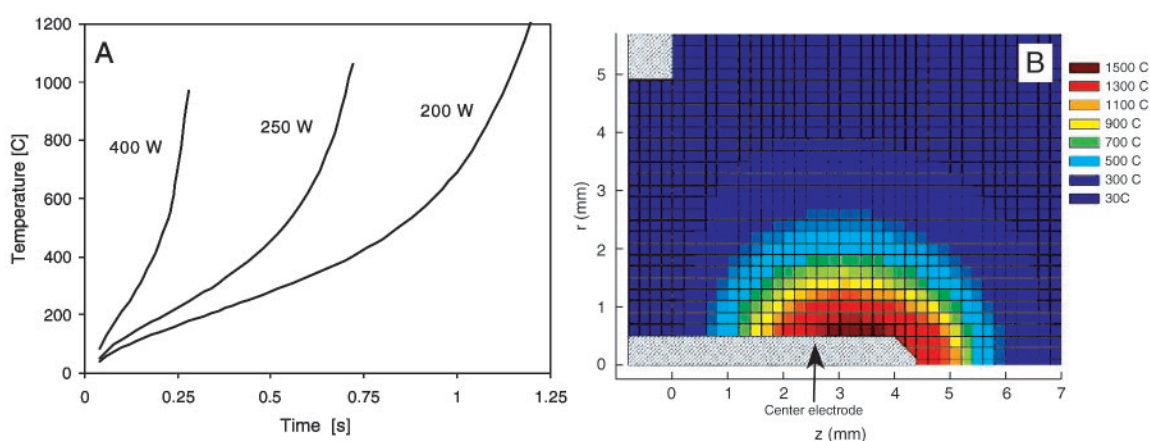 A
1200
1000
800
600
400
200
0
Temperature [C]
400 W
250 W
200 W
0
0.25
0.5
0.75
1
1.25
Time [s]
B
5
4
3
2
1
0
r (mm)
0
1
2
3
4
5
6
7
Center electrode
z (mm)
1500 C
1300 C
1100 C
900 C
700 C
500 C
300 C
30C